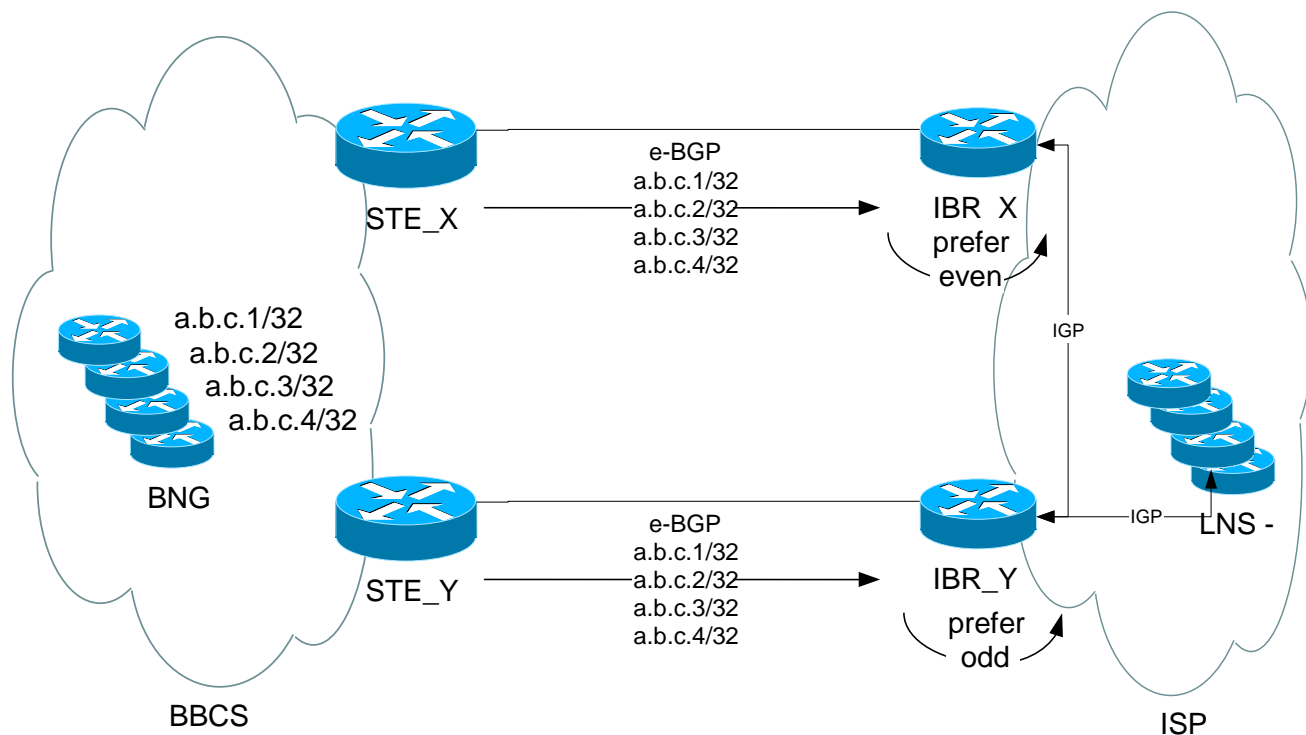 e-BGP
a.b.c.1/32
a.b.c.2/32
a.b.c.3/32
a.b.c.4/32
STE_X
IBR_X
prefer
even
IGP
a.b.c.1/32
a.b.c.2/32
a.b.c.3/32
a.b.c.4/32
BNG
e-BGP
a.b.c.1/32
a.b.c.2/32
a.b.c.3/32
a.b.c.4/32
STE_Y
IBR_Y
prefer
odd
IGP
LNS -
BBCS
ISP